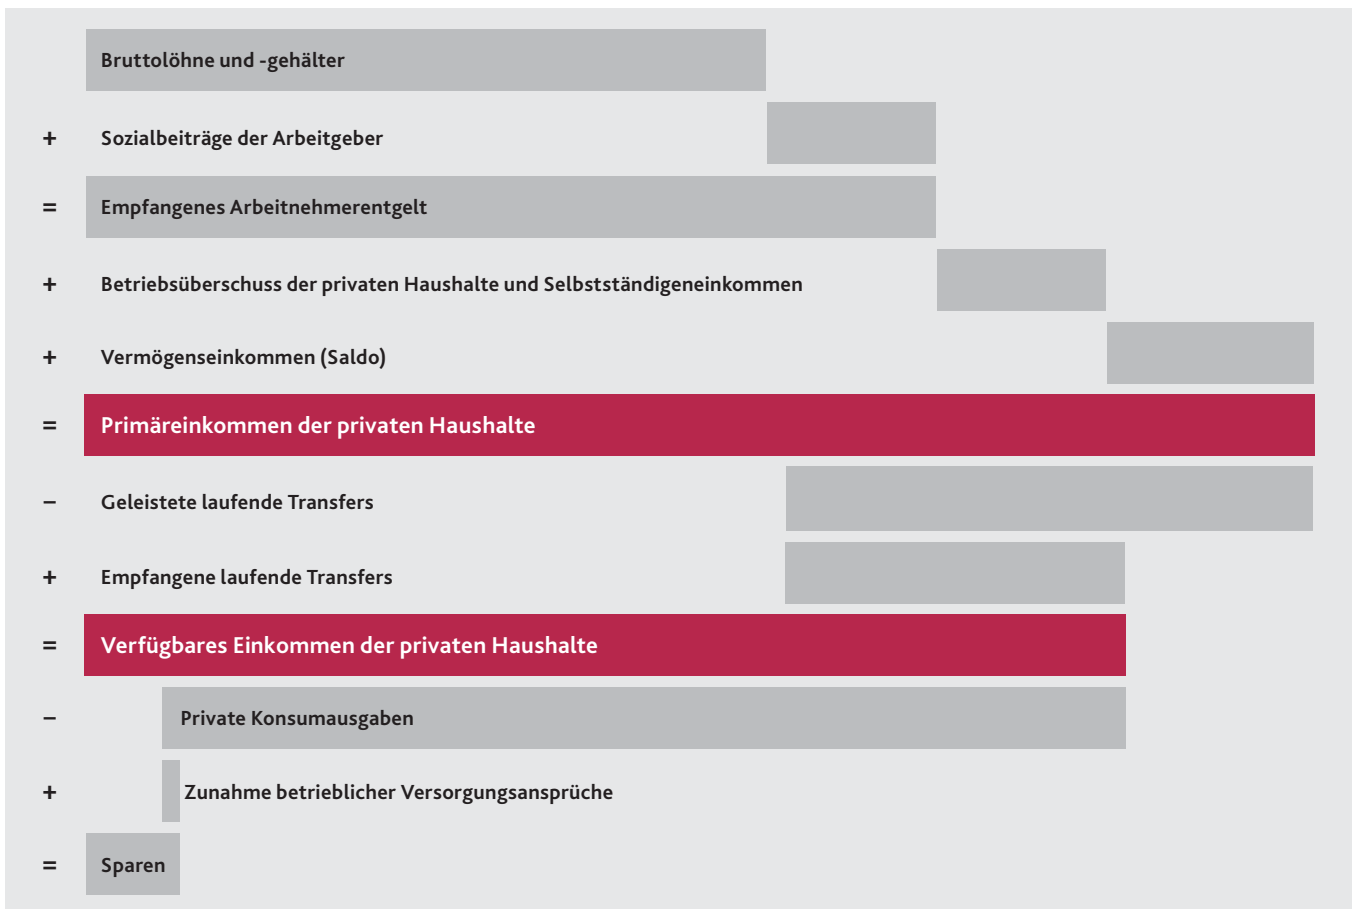 Bruttolöhne und -gehälter
+ Sozialbeiträge der Arbeitgeber
= Empfangenes Arbeitnehmerentgelt
+ Betriebsüberschuss der privaten Haushalte und Selbstständigeneinkommen
+ Vermögenseinkommen (Saldo)
= Primäreinkommen der privaten Haushalte
– Geleistete laufende Transfers
+ Empfangene laufende Transfers
= Verfügbares Einkommen der privaten Haushalte
– Private Konsumausgaben
+ Zunahme betrieblicher Versorgungsansprüche
= Sparen